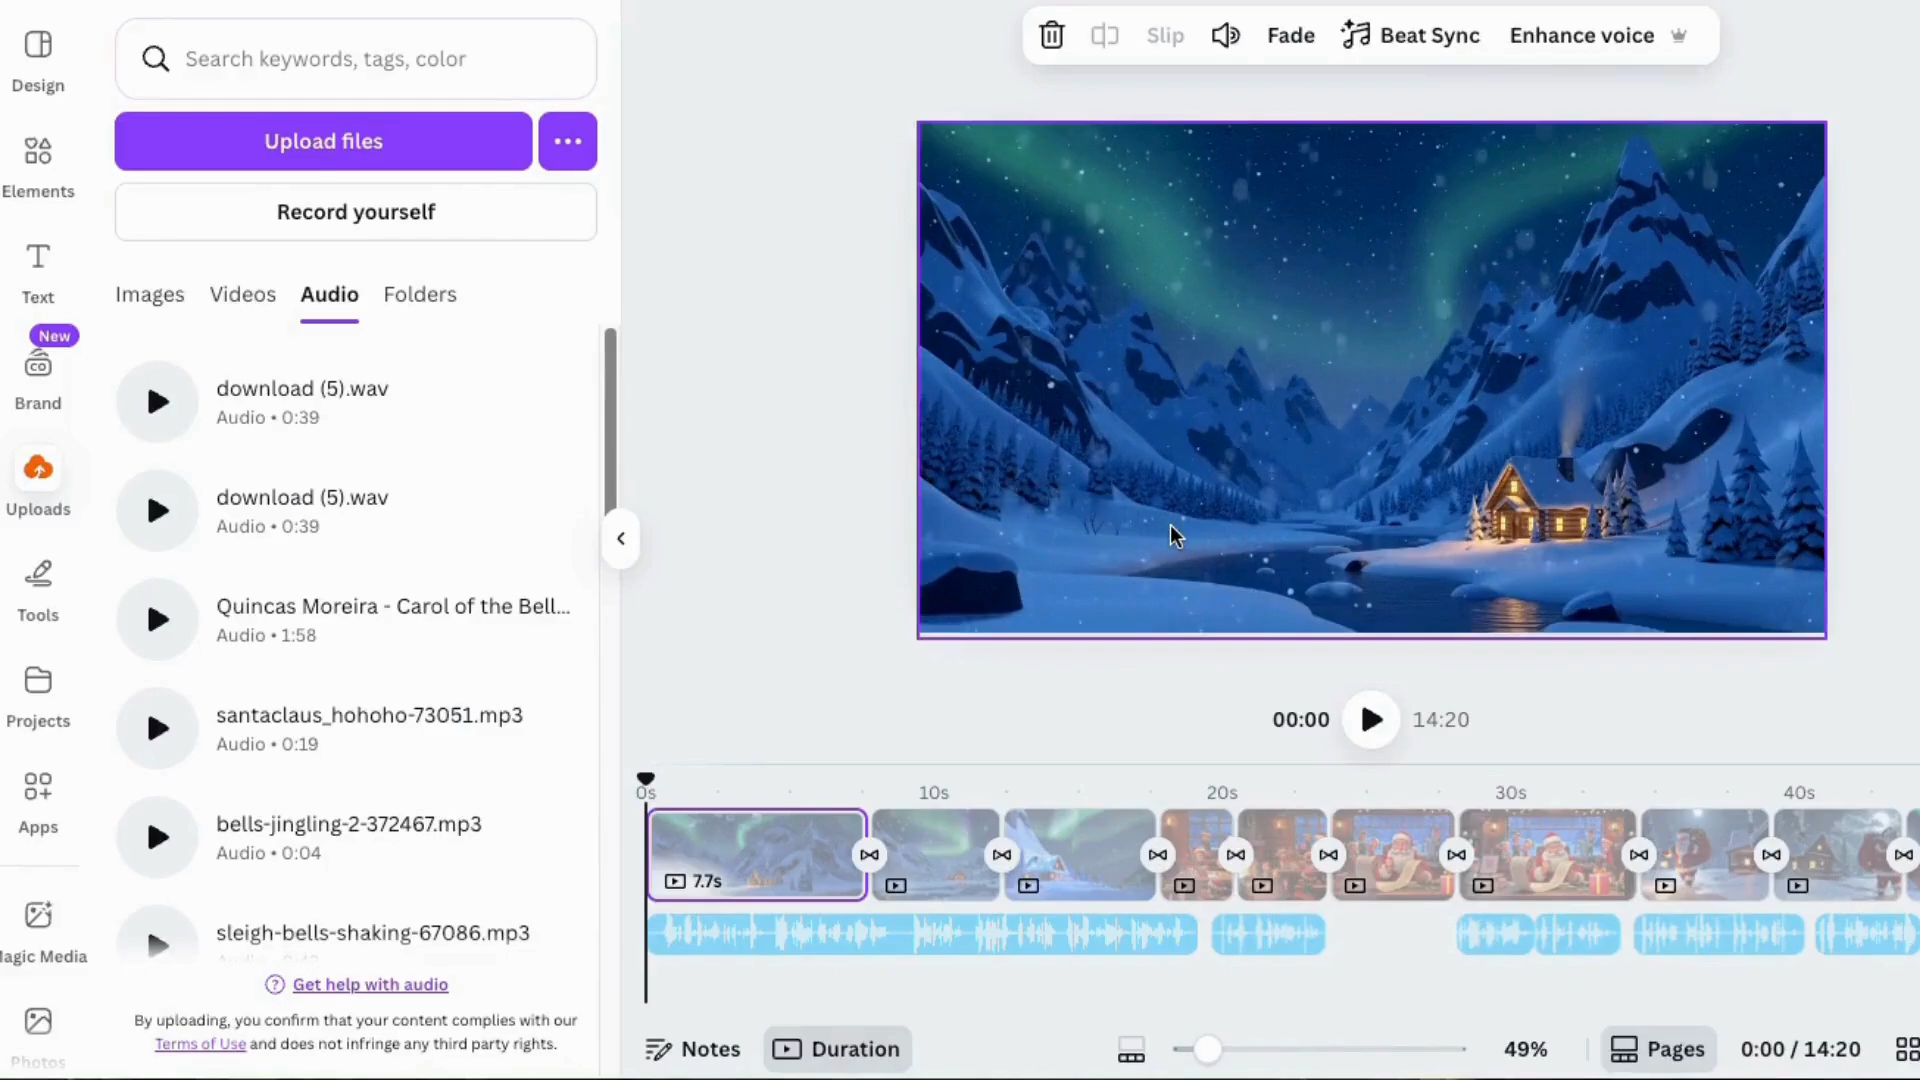 Design
Elements
Text
New
Brand
Uploads
Tools
Projects
Apps
Magic Media
Photos
Search keywords, tags, color
Upload files
Record yourself
Images Videos Audio Folders
download (5).wav
Audio • 0:39
download (5).wav
Audio • 0:39
Quincas Moreira - Carol of the Bell...
Audio • 1:58
santaclaus_hohoho-73051.mp3
Audio • 0:19
bells-jingling-2-372467.mp3
Audio • 0:04
sleigh-bells-shaking-67086.mp3
Get help with audio
By uploading, you confirm that your content complies with our
Terms of Use and does not infringe any third party rights.
Slip Fade Beat Sync Enhance voice
00:00 14:20
0s 10s 20s 30s 40s
7.7s
Notes Duration 49% Pages 0:00 / 14:20